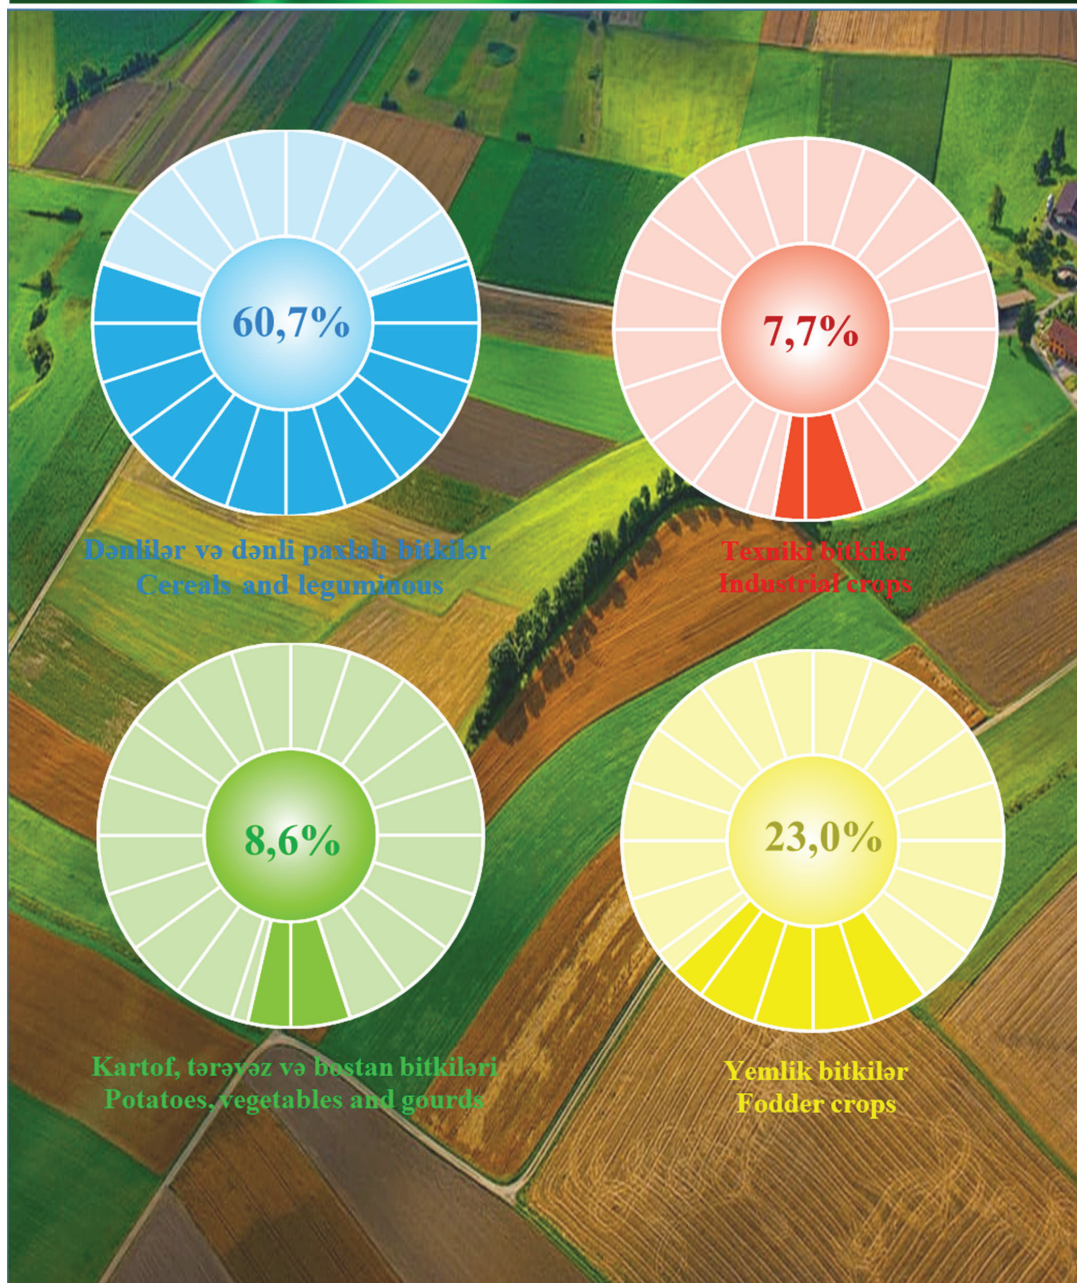 60,7%
Dənlilər və dənli paxlalı bitkilər
Cereals and leguminous
7,7%
Texniki bitkilər
Industrial crops
8,6%
Kartof, tərəvəz və bostan bitkiləri
Potatoes, vegetables and gourds
23,0%
Yemlik bitkilər
Fodder crops